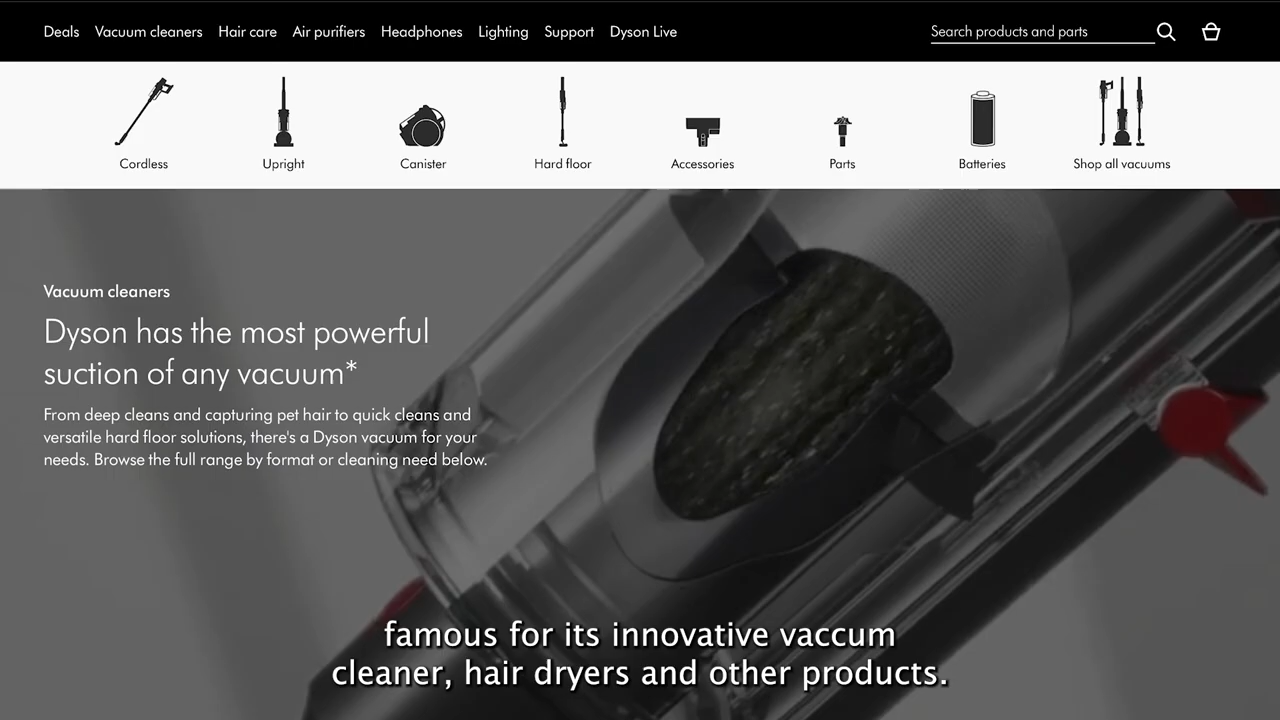 Deals Vacuum cleaners Hair care Air purifiers Headphones Lighting Support Dyson Live Search products and parts
Cordless Upright Canister Hard floor Accessories Parts Batteries Shop all vacuums
Vacuum cleaners
Dyson has the most powerful
suction of any vacuum*
From deep cleans and capturing pet hair to quick cleans and
versatile hard floor solutions, there's a Dyson vacuum for your
needs. Browse the full range by format or cleaning need below.
famous for its innovative vaccum
cleaner, hair dryers and other products.